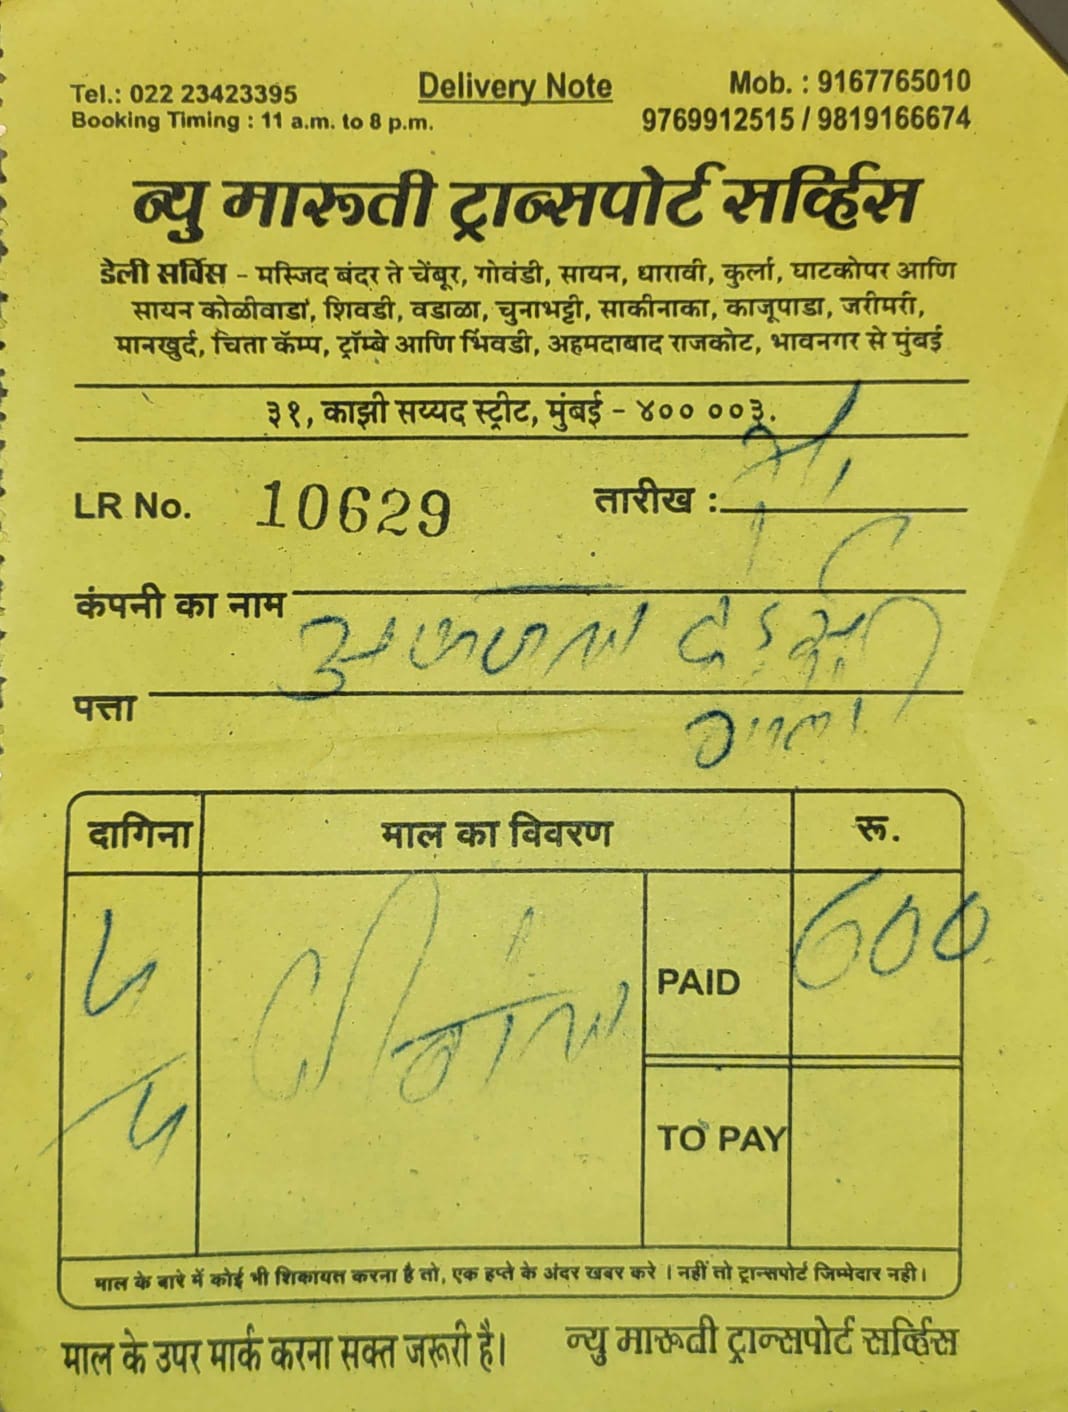 Delivery Note
Tel.: 022 23423395
Mob. : 9167765010
Booking Timing : 11 a.m. to 8 p.m.
9769912515 / 9819166674
न्यु मारूती ट्रान्सपोर्ट सर्व्हिस
डेली सर्विस - मस्जिद बंदर ते चेंबूर, गोवंडी, सायन, धारावी, कुर्ला, घाटकोपर आणि
सायन कोळीवाडा, शिवडी, वडाळा, चुनाभट्टी, साकीनाका, काजूपाडा, जरीमरी,
मानखुर्द, चिता कॅम्प, ट्रॉम्बे आणि भिंवडी, अहमदाबाद राजकोट, भावनगर से मुंबई
३१, काझी सय्यद स्ट्रीट, मुंबई - ४०० ००३.
LR No. 10629 तारीख :
कंपनी का नाम
पत्ता
दागिना माल का विवरण रू.
PAID 600
TO PAY
माल के बारे में कोई भी शिकायत करना है तो, एक हप्ते के अंदर खबर करे । नहीं तो ट्रान्सपोर्ट जिम्मेदार नही।
माल के उपर मार्क करना सक्त जरूरी है। न्यु मारूती ट्रान्सपोर्ट सर्व्हिस